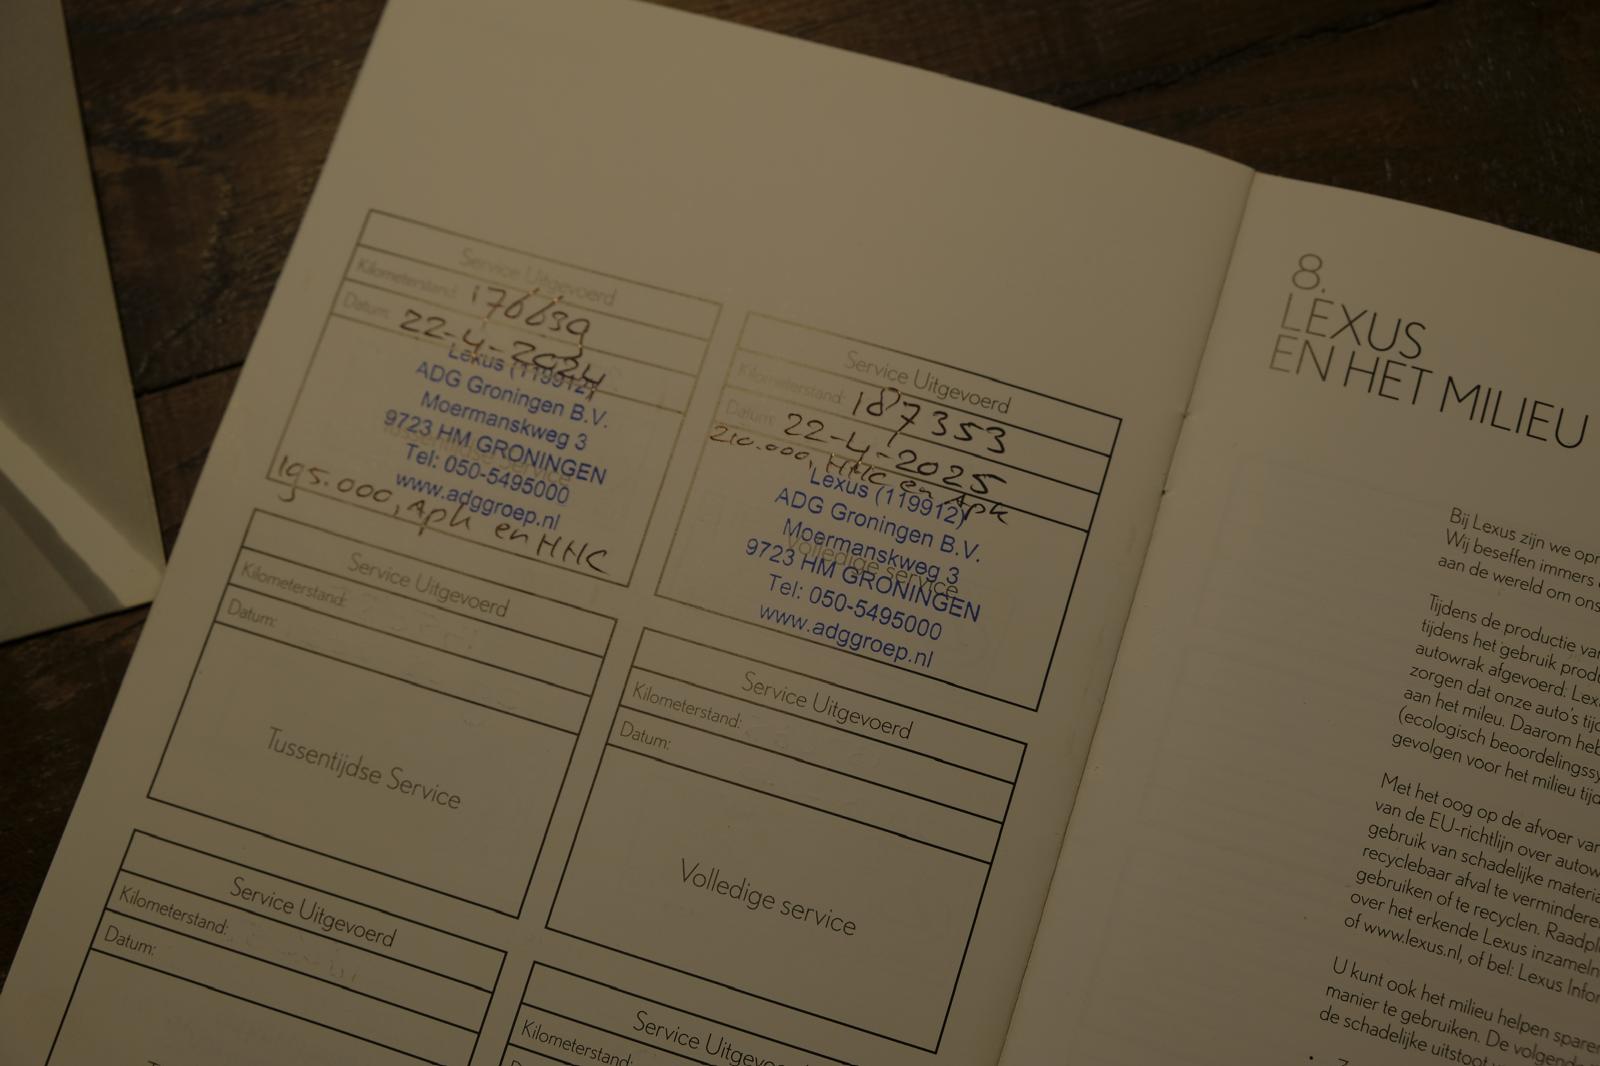 Service Uitgevoerd
Kilometerstand: 176639
Datum: 22-4-2024
Lexus (119912)
ADG Groningen B.V.
Moermanskweg 3
9723 HM GRONINGEN
Tussentijdse Service
Tel: 050-5495000
www.adggroep.nl
195.000, Apk en HHC
Service Uitgevoerd
Kilometerstand: 187353
Datum: 22-4-2025
210.000, HHC en Apk
Lexus (119912)
ADG Groningen B.V.
Moermanskweg 3
Volledige service
9723 HM GRONINGEN
Tel: 050-5495000
www.adggroep.nl
Service Uitgevoerd
Kilometerstand:
Datum:
Tussentijdse Service
Service Uitgevoerd
Kilometerstand:
Datum:
Volledige service
Service Uitgevoerd
Kilometerstand:
Datum:
Service Uitgevoerd
Kilometerstand:
8.
LEXUS
EN HET MILIEU
Bij Lexus zijn we
Wij beseffen immers
aan de wereld om
Tijdens de productie
tijdens het gebruik
autowrak afgevoerd:
zorgen dat onze auto's
aan het mileu. Daarom
(ecologisch
gevolgen voor het milieu
Met het oog op de afvoer
van de EU-richtlijn over
gebruik van schadelijke
recyclebaar afval te
gebruiken of te recyclen.
over het erkende Lexus
of www.lexus.nl, of bel: Lexus
U kunt ook het milieu helpen
manier te gebruiken. De
de schadelijke uitstoot